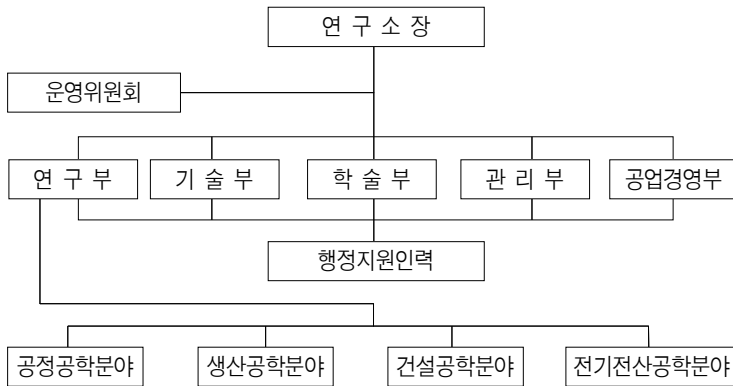 연 구 소 장
운영위원회
연 구 부
기 술 부
학 술 부
관 리 부
공업경영부
행정지원인력
공정공학분야
생산공학분야
건설공학분야
전기전산공학분야